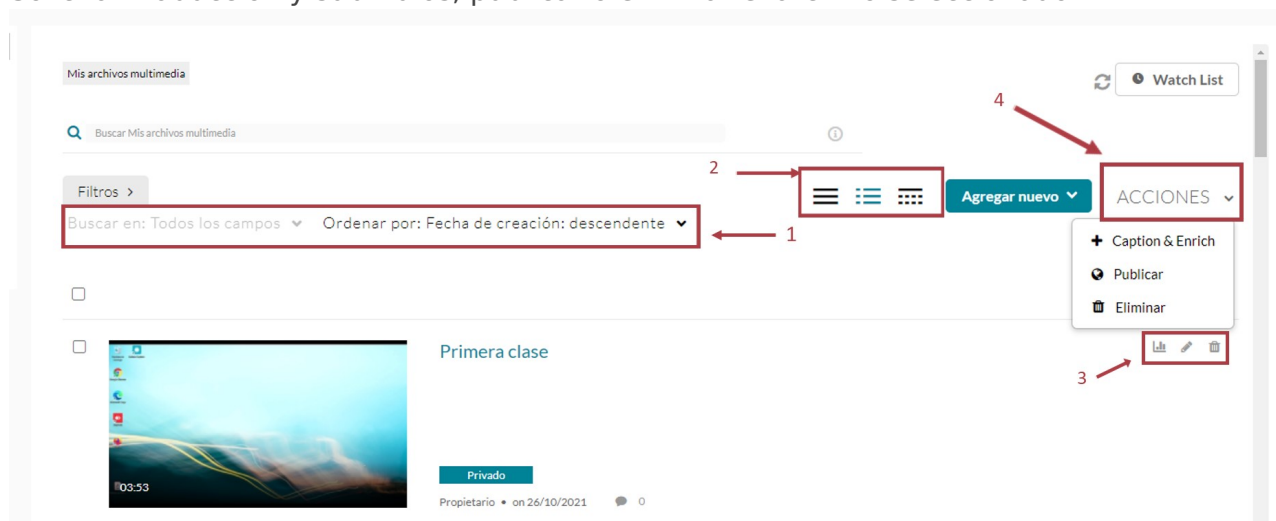 Mis archivos multimedia
Watch List
4
Buscar Mis archivos multimedia
2
Filtros >
Agregar nuevo
ACCIONES
Buscar en: Todos los campos
Ordenar por: Fecha de creación: descendente
1
Caption & Enrich
Publicar
Eliminar
Primera clase
3
03:53
Privado
Propietario • on 26/10/2021
0